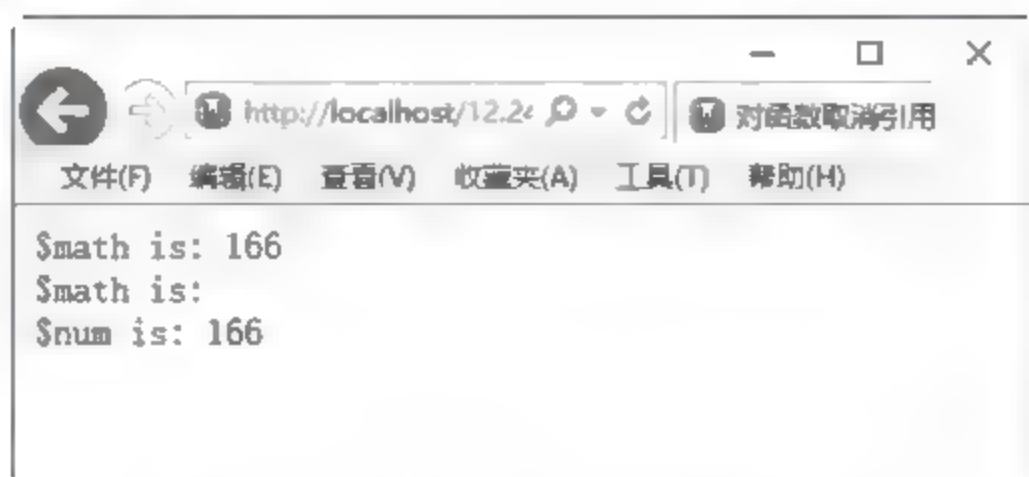 http://localhost/12.2
对函数取消引用
文件(F) 编辑(E) 查看(V) 收藏夹(A) 工具(T) 帮助(H)
$math is: 166
$math is:
$num is: 166